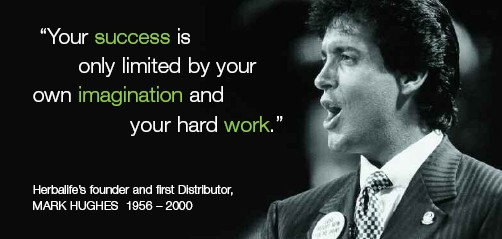 “Your success is
only limited by your
own imagination and
your hard work.”
Herbalife’s founder and first Distributor,
MARK HUGHES 1956 – 2000